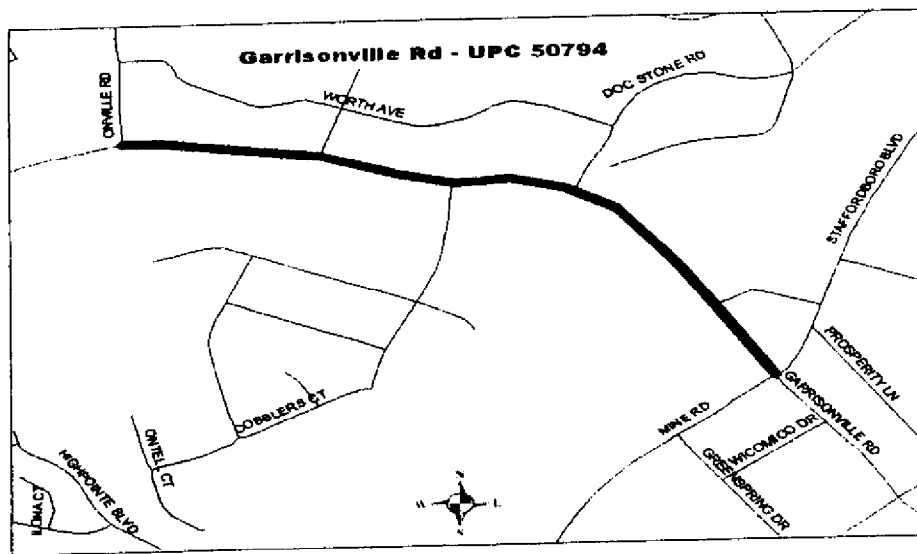 Garrisonville Rd - UPC 50794
ONVILLE RD
WORTH AVE
DOC STONE RD
STAFFORDBORO BLVD
PROSPERITY LN
GARRISONVILLE RD
MINE RD
WICOMICO DR
GREENSPRING DR
COBBLERS CT
ONTELL CT
HIGHPOINTE BLVD